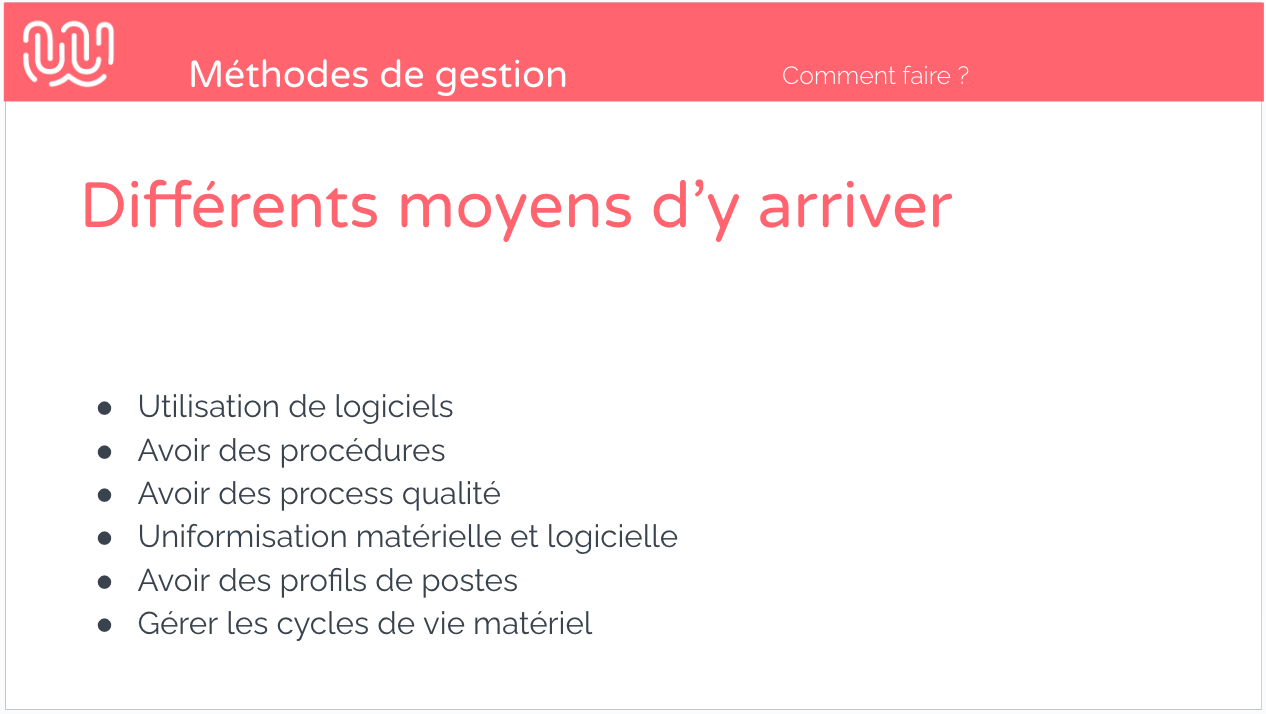 Méthodes de gestion
Comment faire ?
Différents moyens d’y arriver
● Utilisation de logiciels
● Avoir des procédures
● Avoir des process qualité
● Uniformisation matérielle et logicielle
● Avoir des profils de postes
● Gérer les cycles de vie matériel